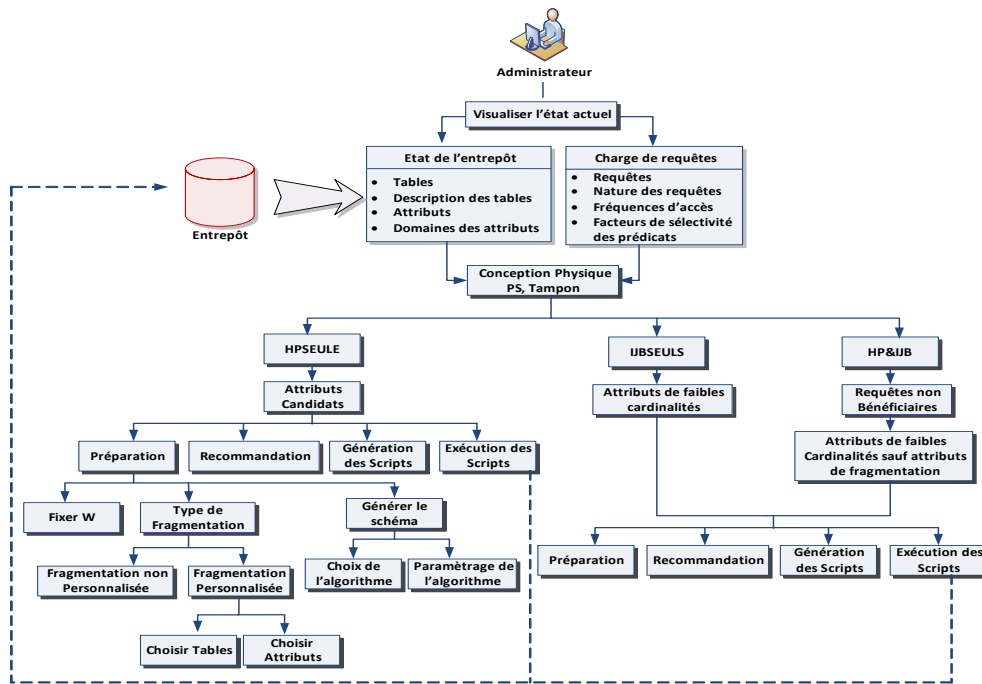 Administrateur
Visualiser l'état actuel
Etat de l'entrepôt
• Tables
• Description des tables
• Attributs
• Domaines des attributs
Charge de requêtes
• Requêtes
• Nature des requêtes
• Fréquences d'accès
• Facteurs de sélectivité
des prédicats
Entrepôt
Conception Physique
PS, Tampon
HPSEULE
IJBSEULS
HP&IJB
Attributs
Candidats
Attributs de faibles
cardinalités
Requêtes non
Bénéficiaires
Attributs de faibles
Cardinalités sauf attributs
de fragmentation
Préparation
Recommandation
Génération
des Scripts
Exécution des
Scripts
Fixer W
Type de
Fragmentation
Générer le
schéma
Fragmentation non
Personnalisée
Fragmentation
Personnalisée
Choix de
l'algorithme
Paramètrage de
l'algorithme
Choisir Tables
Choisir
Attributs
Préparation
Recommandation
Génération
des Scripts
Exécution des
Scripts